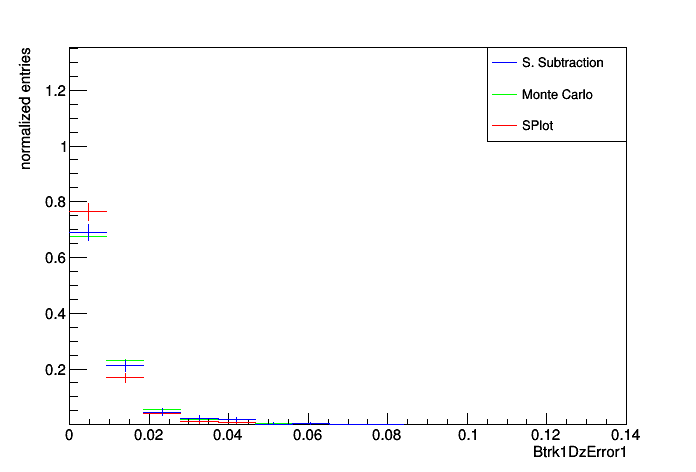 normalized entries
1.2
1
0.8
0.6
0.4
0.2
S. Subtraction
Monte Carlo
SPlot
0 0.02 0.04 0.06 0.08 0.1 0.12 0.14
Btrk1DzError1